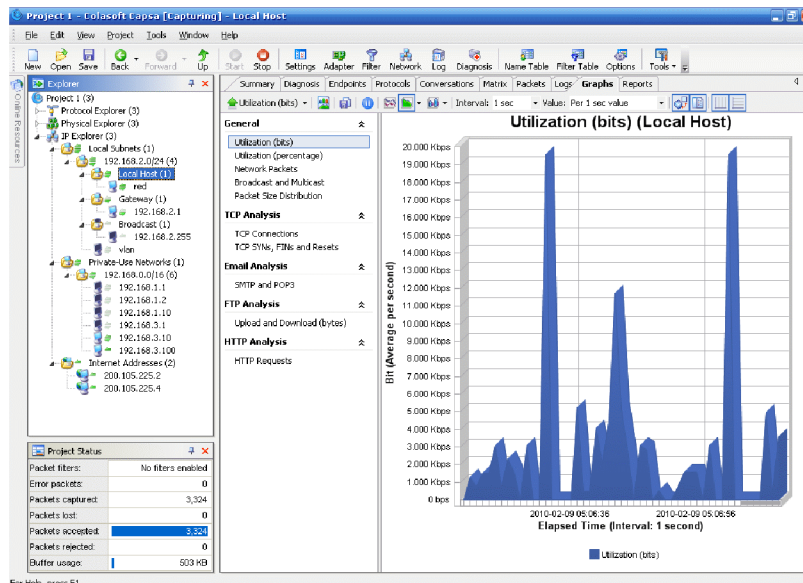 Project 1 - Colasoft Capsa [Capturing] - Local Host
File Edit View Project Tools Window Help
New Open Save Back Forward Up Start Stop Settings Adapter Filter Network Log Diagnosis Name Table Filter Table Options Tools
Online Resources
Explorer
Project 1 (3)
Protocol Explorer (3)
Physical Explorer (3)
IP Explorer (3)
Local Subnets (1)
192.168.2.0/24 (4)
Local Host (1)
red
Gateway (1)
192.168.2.1
Broadcast (1)
192.168.2.255
vlan
Private-Use Networks (1)
192.168.0.0/16 (6)
192.168.1.1
192.168.1.2
192.168.1.10
192.168.3.1
192.168.3.10
192.168.3.100
Internet Addresses (2)
200.105.225.2
200.105.225.4
Project Status
Packet filters: No filters enabled
Error packets: 0
Packets captured: 3,324
Packets lost: 0
Packets accepted: 3,324
Packets rejected: 0
Buffer usage: 503 KB
Summary Diagnosis Endpoints Protocols Conversations Matrix Packets Logs Graphs Reports
Utilization (bits) Interval: 1 sec Value: Per 1 sec value
General
Utilization (bits)
Utilization (percentage)
Network Packets
Broadcast and Multicast
Packet Size Distribution
TCP Analysis
TCP Connections
TCP SYNs, FINs and Resets
Email Analysis
SMTP and POP3
FTP Analysis
Upload and Download (bytes)
HTTP Analysis
HTTP Requests
Utilization (bits) (Local Host)
Bit (Average per second)
20.000 Kbps
19.000 Kbps
17.000 Kbps
16.000 Kbps
15.000 Kbps
14.000 Kbps
13.000 Kbps
12.000 Kbps
11.000 Kbps
10.000 Kbps
9.000 Kbps
8.000 Kbps
7.000 Kbps
6.000 Kbps
5.000 Kbps
4.000 Kbps
3.000 Kbps
2.000 Kbps
1.000 Kbps
0 bps
2010-02-09 05:06:36 2010-02-09 05:06:56
Elapsed Time (Interval: 1 second)
Utilization (bits)
For Help, press F1